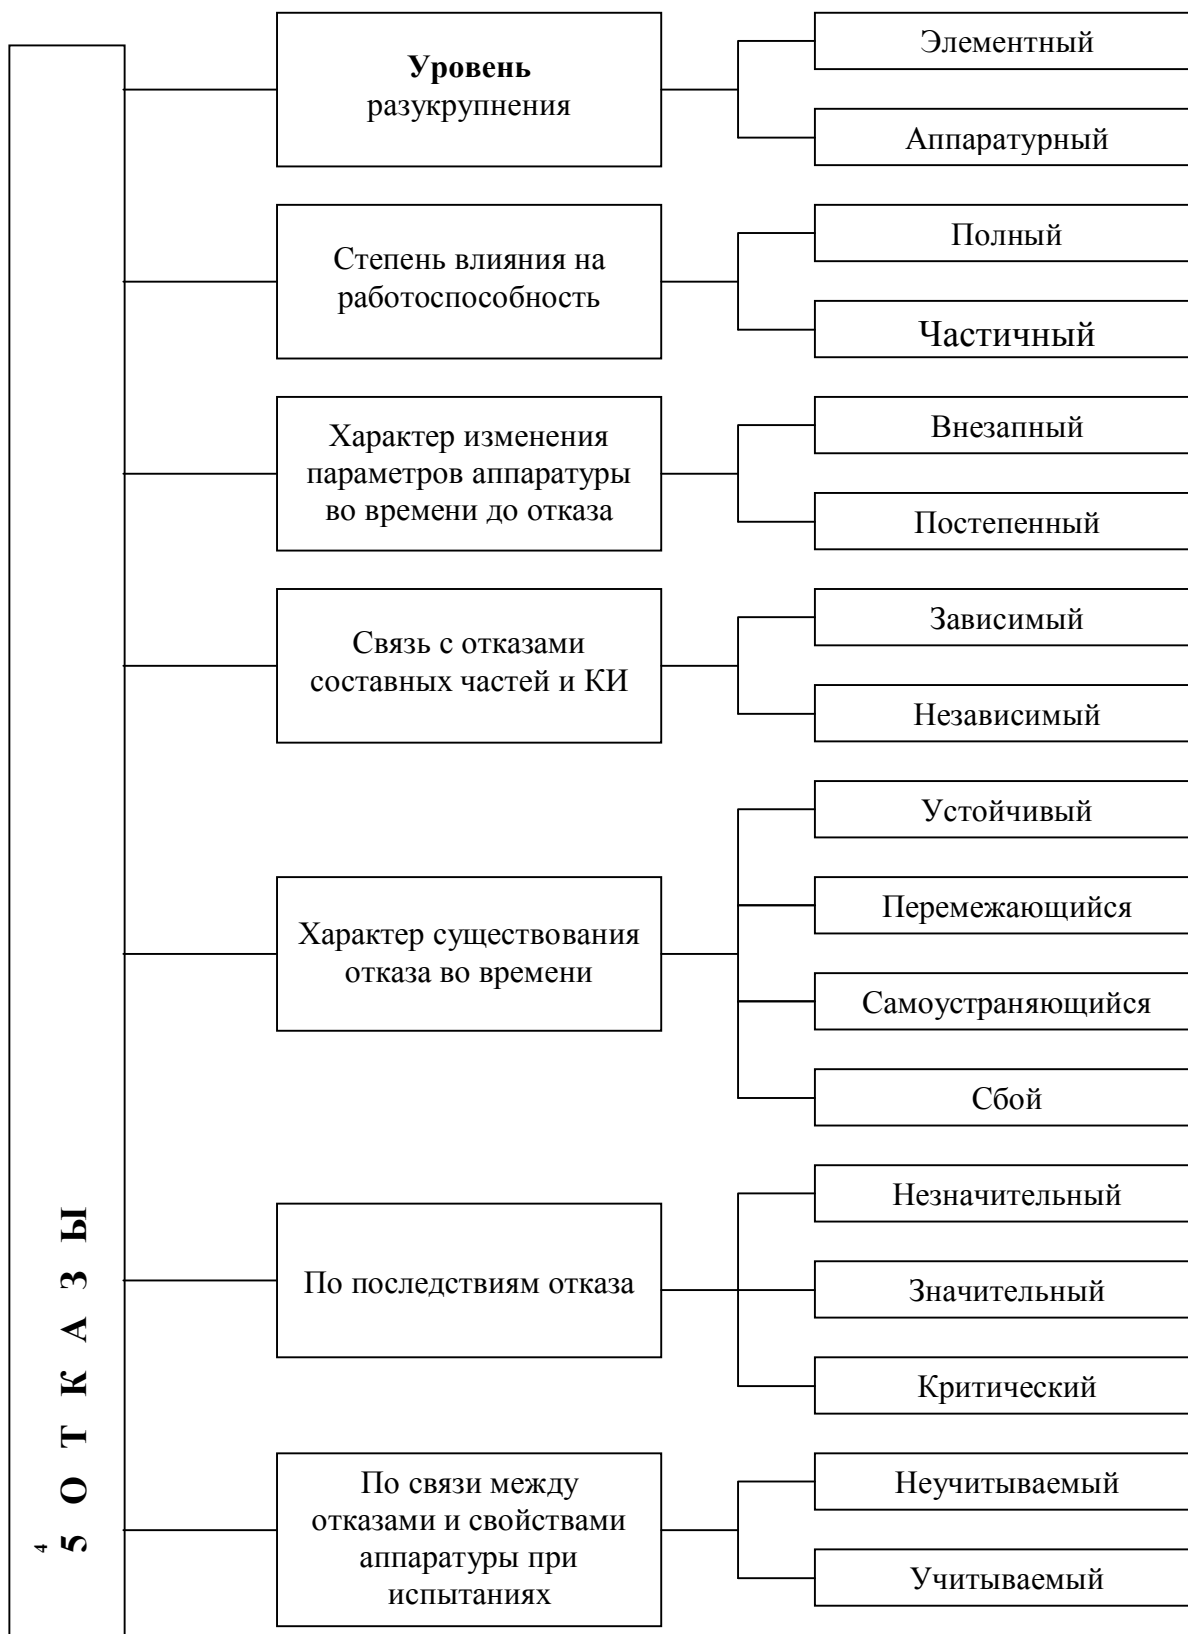 4
5 О Т К А З Ы
Уровень
разукрупнения
Элементный
Аппаратурный
Степень влияния на
работоспособность
Полный
Частичный
Характер изменения
параметров аппаратуры
во времени до отказа
Внезапный
Постепенный
Связь с отказами
составных частей и КИ
Зависимый
Независимый
Характер существования
отказа во времени
Устойчивый
Перемежающийся
Самоустраняющийся
Сбой
По последствиям отказа
Незначительный
Значительный
Критический
По связи между
отказами и свойствами
аппаратуры при
испытаниях
Неучитываемый
Учитываемый